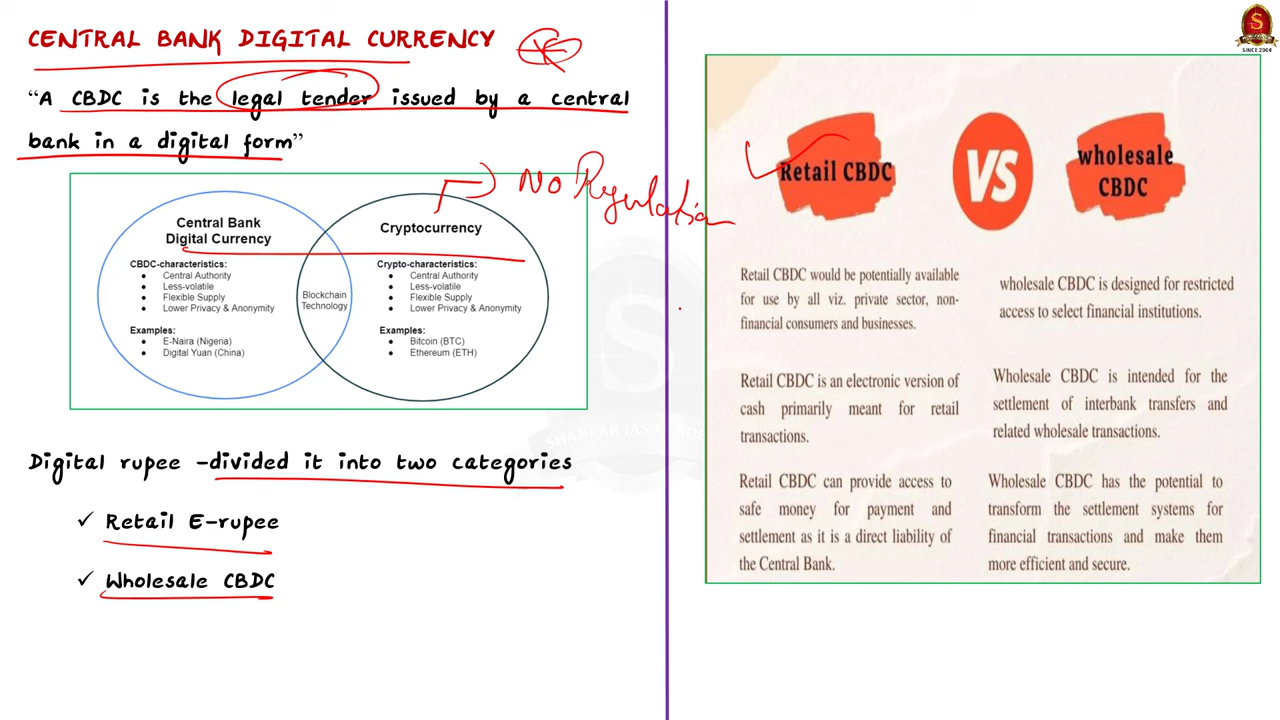 CENTRAL BANK DIGITAL CURRENCY
“A CBDC is the legal tender issued by a central
bank in a digital form”
No Regulation
Central Bank
Digital Currency
CBDC-characteristics:
● Central Authority
● Less-volatile
● Flexible Supply
● Lower Privacy & Anonymity
Examples:
● E-Naira (Nigeria)
● Digital Yuan (China)
Blockchain
Technology
Cryptocurrency
Crypto-characteristics:
● Central Authority
● Less-volatile
● Flexible Supply
● Lower Privacy & Anonymity
Examples:
● Bitcoin (BTC)
● Ethereum (ETH)
Digital rupee -divided it into two categories
✓ Retail E-rupee
✓ Wholesale CBDC
SINCE 2004
Retail CBDC
VS
wholesale
CBDC
Retail CBDC would be potentially available
for use by all viz. private sector, non-
financial consumers and businesses.
wholesale CBDC is designed for restricted
access to select financial institutions.
Retail CBDC is an electronic version of
cash primarily meant for retail
transactions.
Wholesale CBDC is intended for the
settlement of interbank transfers and
related wholesale transactions.
Retail CBDC can provide access to
safe money for payment and
settlement as it is a direct liability of
the Central Bank.
Wholesale CBDC has the potential to
transform the settlement systems for
financial transactions and make them
more efficient and secure.
SHANKAR IAS